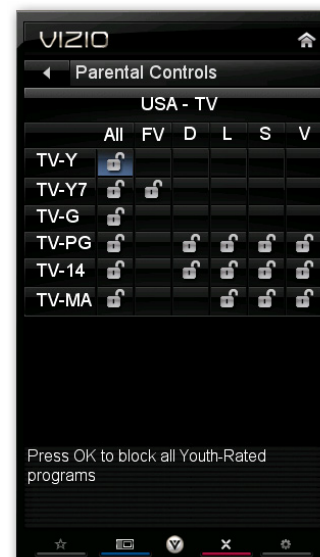 VIZIO
Parental Controls
USA - TV
All FV D L S V
TV-Y
TV-Y7
TV-G
TV-PG
TV-14
TV-MA
Press OK to block all Youth-Rated
programs
V